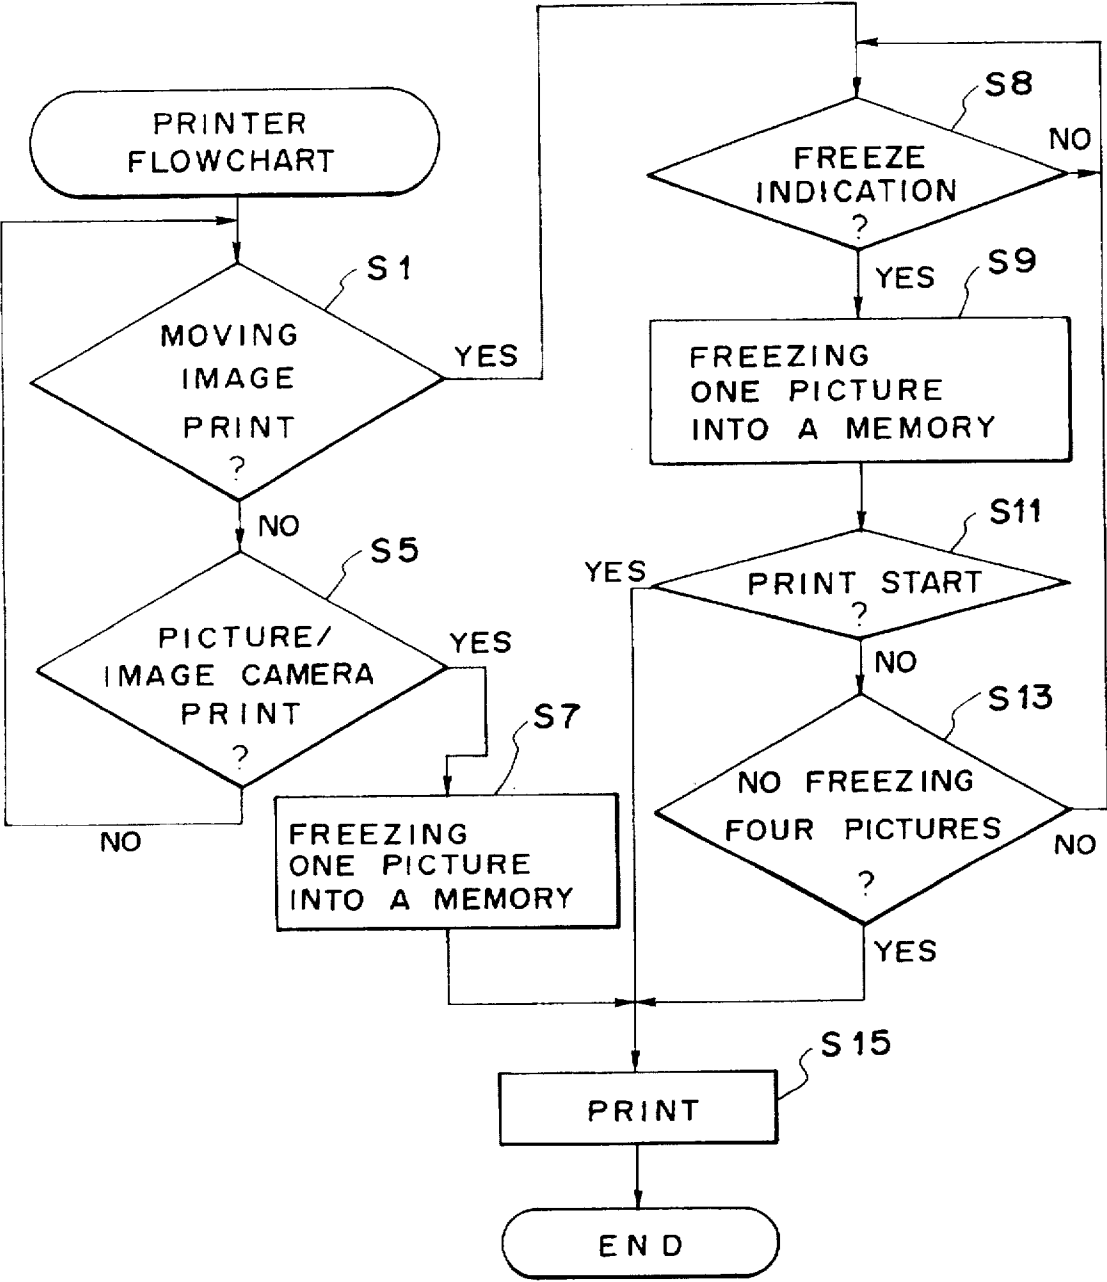 PRINTER
FLOWCHART
S1
MOVING
IMAGE
PRINT
?
YES
NO
S5
PICTURE/
IMAGE CAMERA
PRINT
?
YES
NO
S7
FREEZING
ONE PICTURE
INTO A MEMORY
S8
FREEZE
INDICATION
?
NO
YES
S9
FREEZING
ONE PICTURE
INTO A MEMORY
S11
PRINT START
?
YES
NO
S13
NO FREEZING
FOUR PICTURES
?
NO
YES
S15
PRINT
END